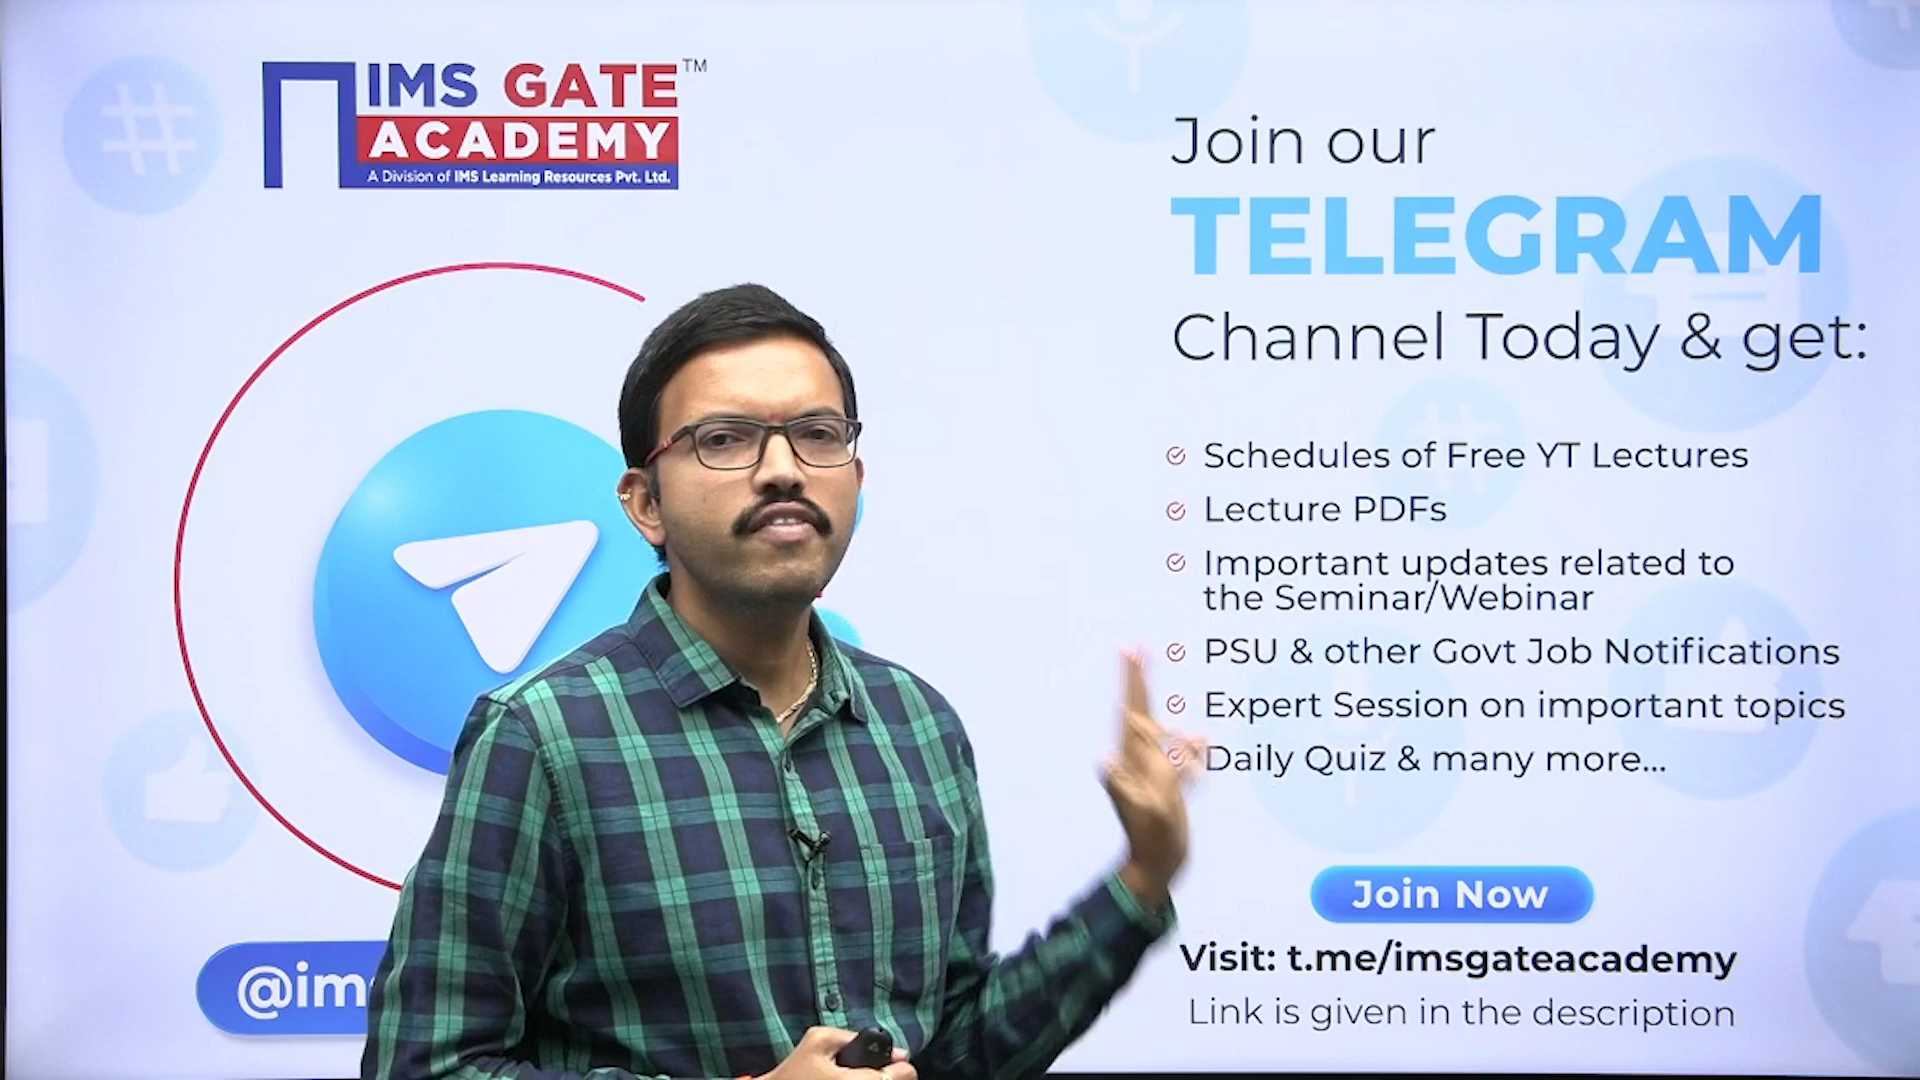 IMS GATE™
ACADEMY
A Division of IMS Learning Resources Pvt. Ltd.
Join our
TELEGRAM
Channel Today & get:
Schedules of Free YT Lectures
Lecture PDFs
Important updates related to
the Seminar/Webinar
PSU & other Govt Job Notifications
Expert Session on important topics
Daily Quiz & many more...
Join Now
Visit: t.me/imsgateacademy
Link is given in the description